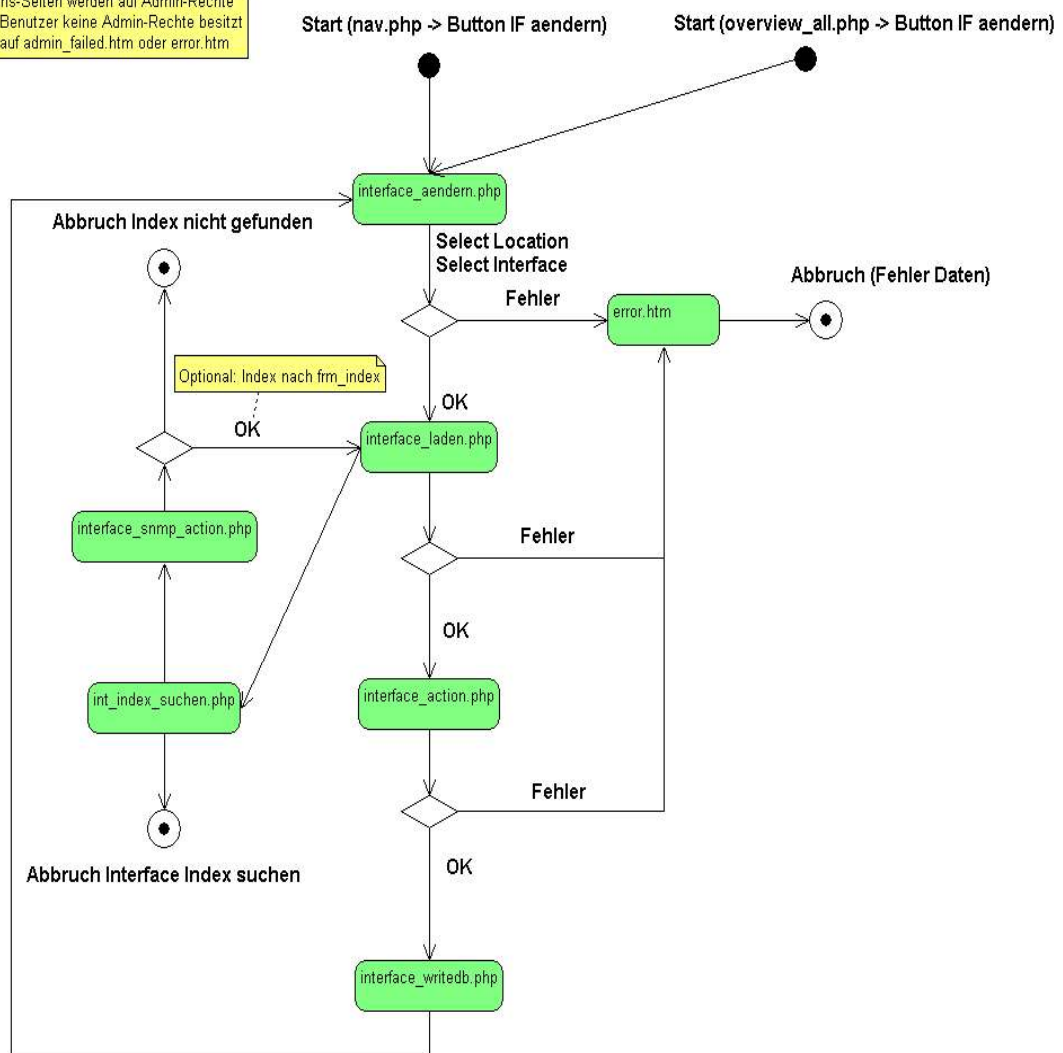 ns-Seiten werden auf Admin-Rechte
Benutzer keine Admin-Rechte besitzt
auf admin_failed.htm oder error.htm
Start (nav.php -> Button IF aendern)
Start (overview_all.php -> Button IF aendern)
interface_aendern.php
Abbruch Index nicht gefunden
Select Location
Select Interface
Fehler
error.htm
Abbruch (Fehler Daten)
Optional: Index nach frm_index
OK
OK
interface_laden.php
interface_snmp_action.php
Fehler
OK
int_index_suchen.php
interface_action.php
Fehler
Abbruch Interface Index suchen
OK
interface_writedb.php